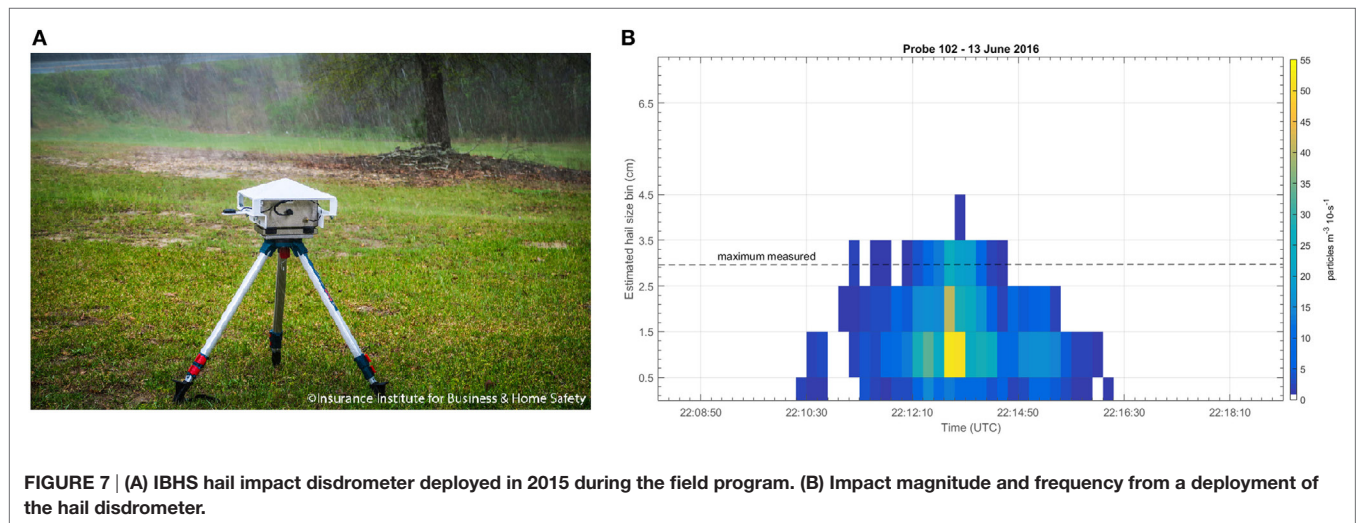 A
B
©Insurance Institute for Business & Home Safety
Probe 102 - 13 June 2016
Estimated hail size bin (cm)
6.5
4.5
3.5
2.5
1.5
0.5
maximum measured
22:08:50
22:10:30
22:12:10
22:14:50
22:16:30
22:18:10
Time (UTC)
55
50
45
40
35
30
25
20
15
10
5
0
particles m⁻³ 10-s⁻¹
FIGURE 7 | (A) IBHS hail impact disdrometer deployed in 2015 during the field program. (B) Impact magnitude and frequency from a deployment of
the hail disdrometer.